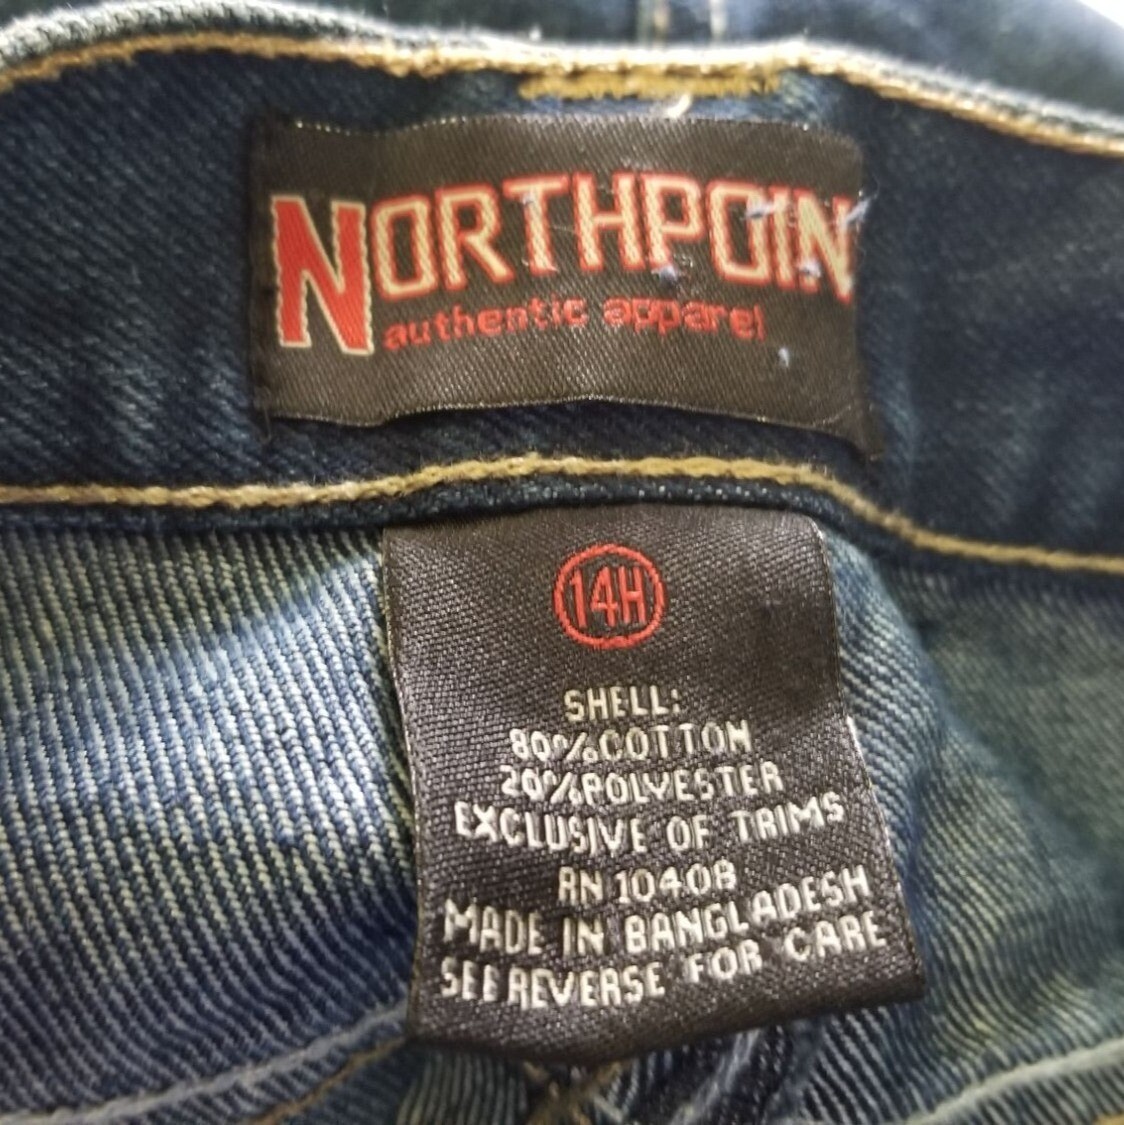 NORTHPOIN
authentic apparel
14H
SHELL:
80%COTTON
20%POLYESTER
EXCLUSIVE OF TRIMS
RN 10408
MADE IN BANGLADESH
SEE REVERSE FOR CARE